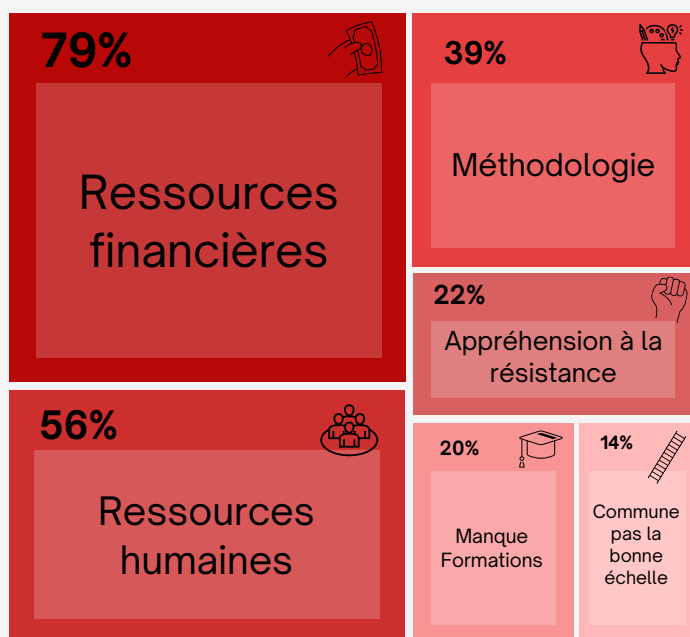 79%
Ressources
financières
56%
Ressources
humaines
39%
Méthodologie
22%
Appréhension à la
résistance
20%
Manque
Formations
14%
Commune
pas la
bonne
échelle